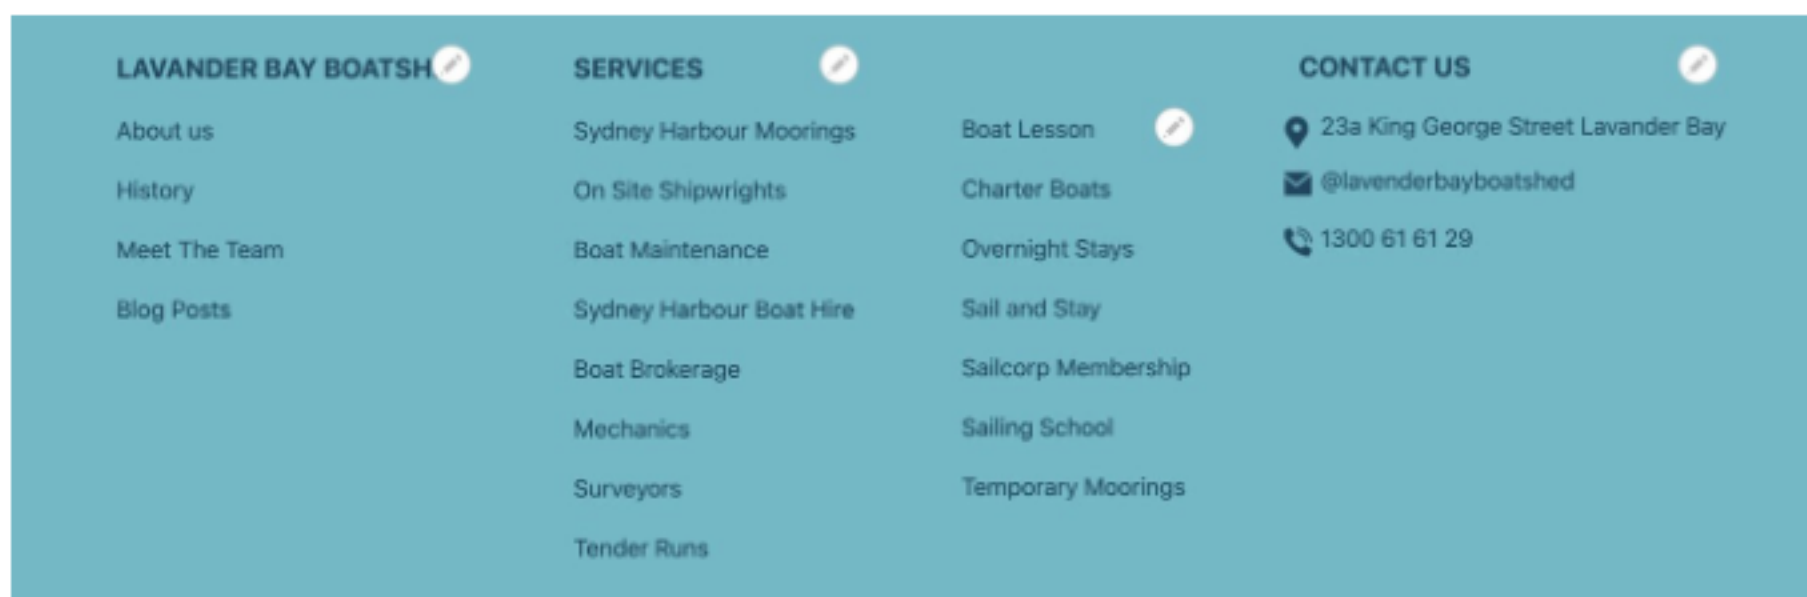 LAVANDER BAY BOATSH
About us
History
Meet The Team
Blog Posts
SERVICES
Sydney Harbour Moorings
On Site Shipwrights
Boat Maintenance
Sydney Harbour Boat Hire
Boat Brokerage
Mechanics
Surveyors
Tender Runs
Boat Lesson
Charter Boats
Overnight Stays
Sail and Stay
Sailcorp Membership
Sailing School
Temporary Moorings
CONTACT US
23a King George Street Lavander Bay
@lavenderbayboatshed
1300 61 61 29